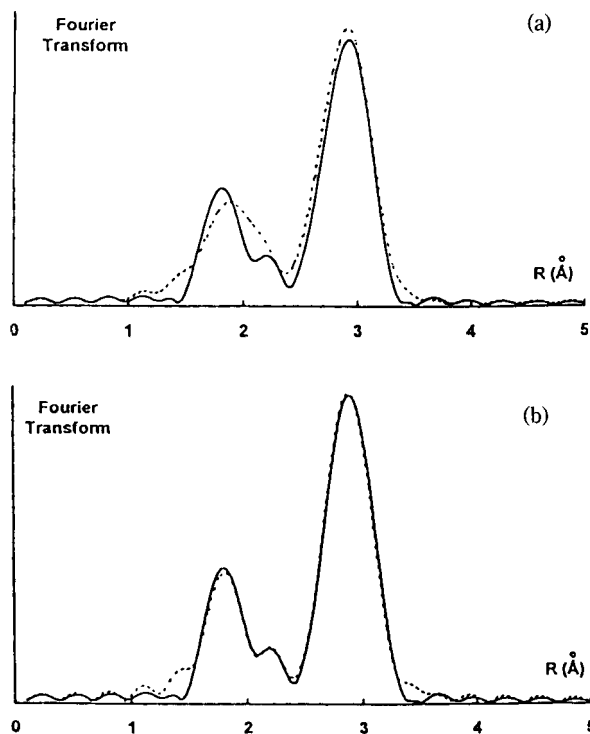 Fourier
Transform
(a)
R (Å)
0 1 2 3 4 5
Fourier
Transform
(b)
R (Å)
0 1 2 3 4 5